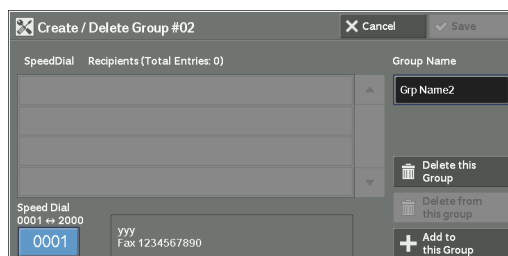 Create / Delete Group #02
Cancel
Save
SpeedDial Recipients (Total Entries: 0)
Group Name
Grp Name2
Delete this
Group
Delete from
this group
Speed Dial
0001 ↔ 2000
0001
yyy
Fax 1234567890
Add to
this Group